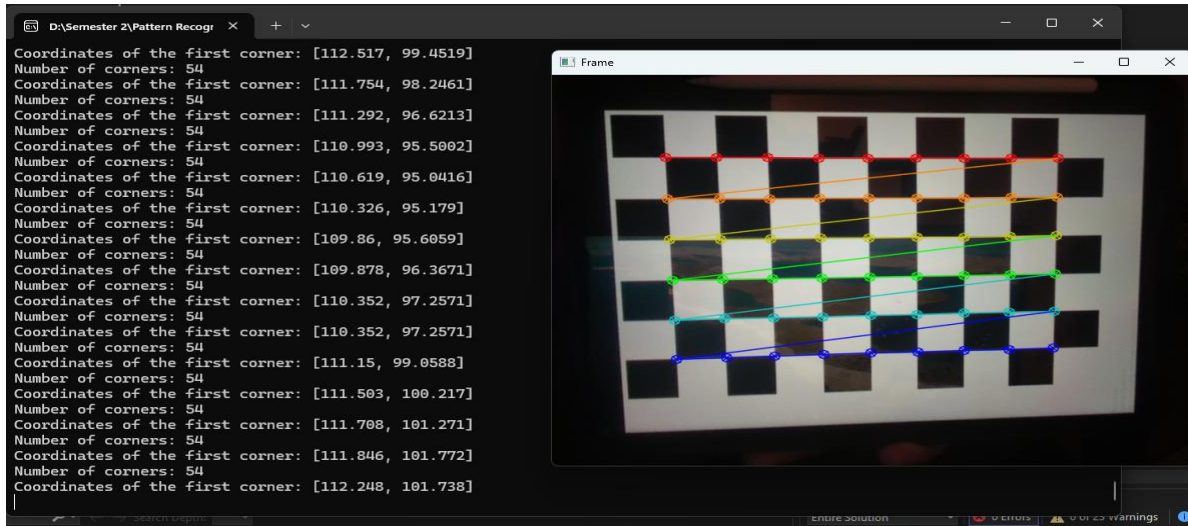 D:\Semester 2\Pattern Recogr
Coordinates of the first corner: [112.517, 99.4519]
Number of corners: 54
Coordinates of the first corner: [111.754, 98.2461]
Number of corners: 54
Coordinates of the first corner: [111.292, 96.6213]
Number of corners: 54
Coordinates of the first corner: [110.993, 95.5002]
Number of corners: 54
Coordinates of the first corner: [110.619, 95.0416]
Number of corners: 54
Coordinates of the first corner: [110.326, 95.179]
Number of corners: 54
Coordinates of the first corner: [109.86, 95.6059]
Number of corners: 54
Coordinates of the first corner: [109.878, 96.3671]
Number of corners: 54
Coordinates of the first corner: [110.352, 97.2571]
Number of corners: 54
Coordinates of the first corner: [110.352, 97.2571]
Number of corners: 54
Coordinates of the first corner: [111.15, 99.0588]
Number of corners: 54
Coordinates of the first corner: [111.503, 100.217]
Number of corners: 54
Coordinates of the first corner: [111.708, 101.271]
Number of corners: 54
Coordinates of the first corner: [111.846, 101.772]
Number of corners: 54
Coordinates of the first corner: [112.248, 101.738]
Frame
Search Depth:
Entire Solution
0 Errors
0 of 23 Warnings